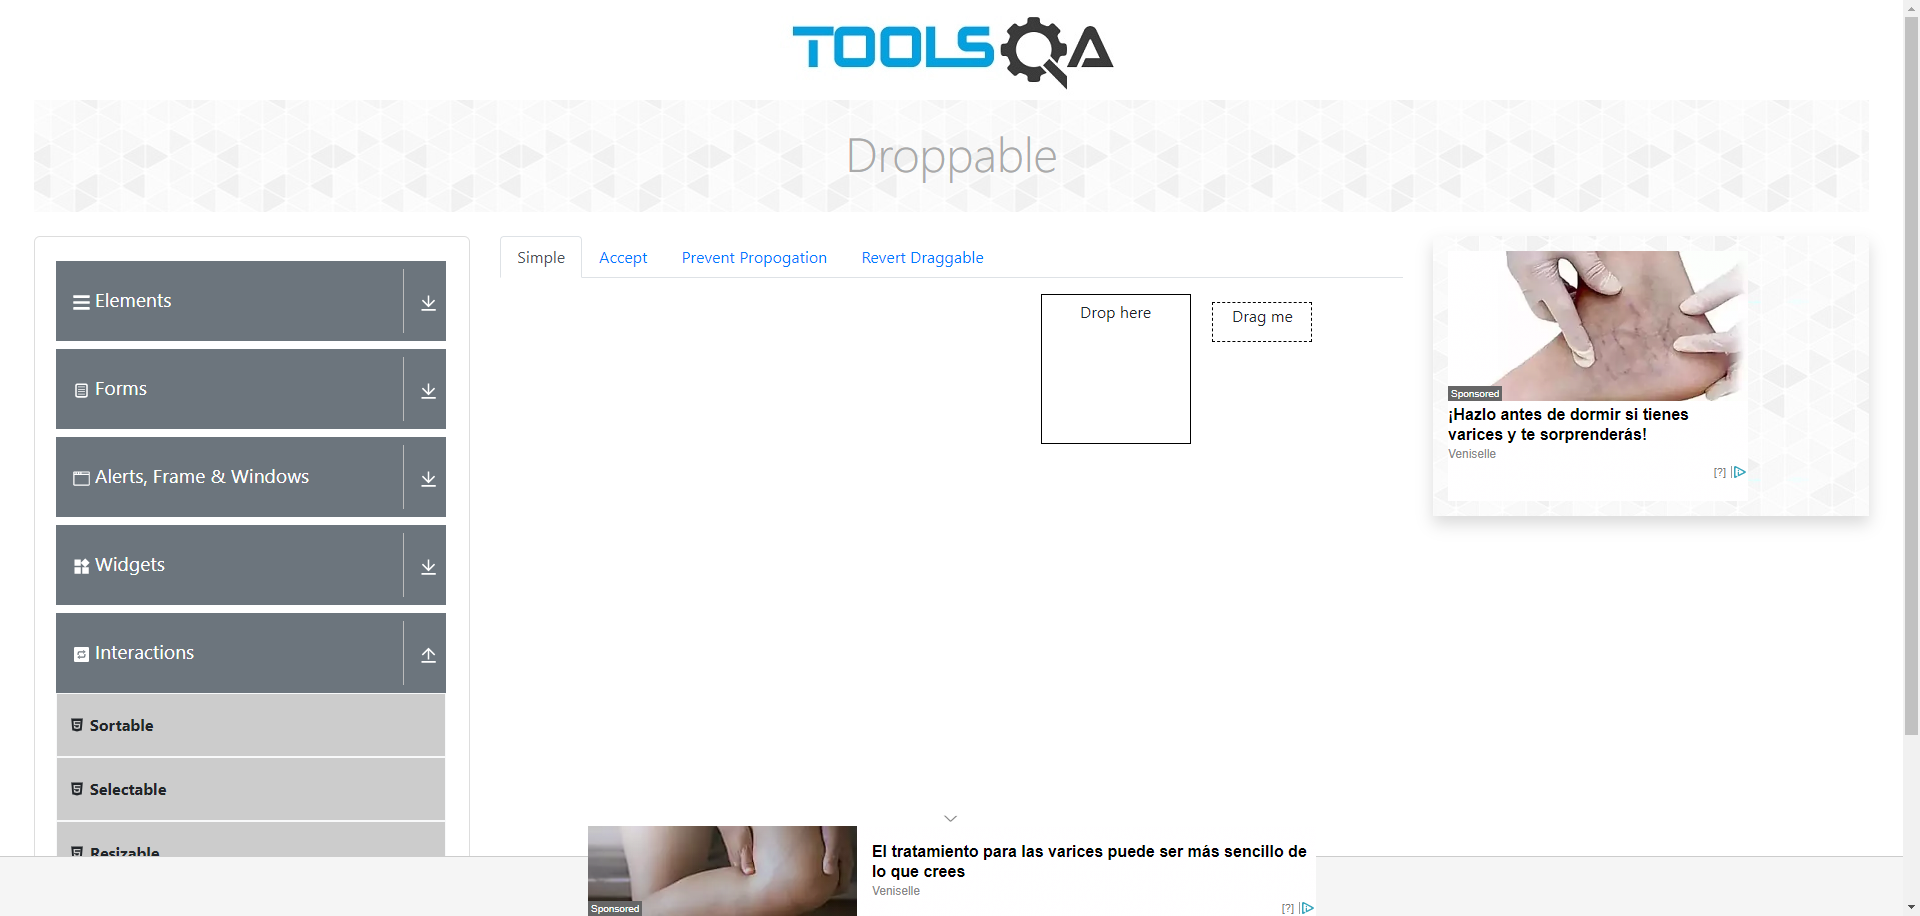 TOOLSQA
Droppable
Elements
Forms
Alerts, Frame & Windows
Widgets
Interactions
Sortable
Selectable
Resizable
Simple
Accept
Prevent Propogation
Revert Draggable
Drop here
Drag me
Sponsored
¡Hazlo antes de dormir si tienes
varices y te sorprenderás!
Veniselle
[?]
Sponsored
El tratamiento para las varices puede ser más sencillo de
lo que crees
Veniselle
[?]